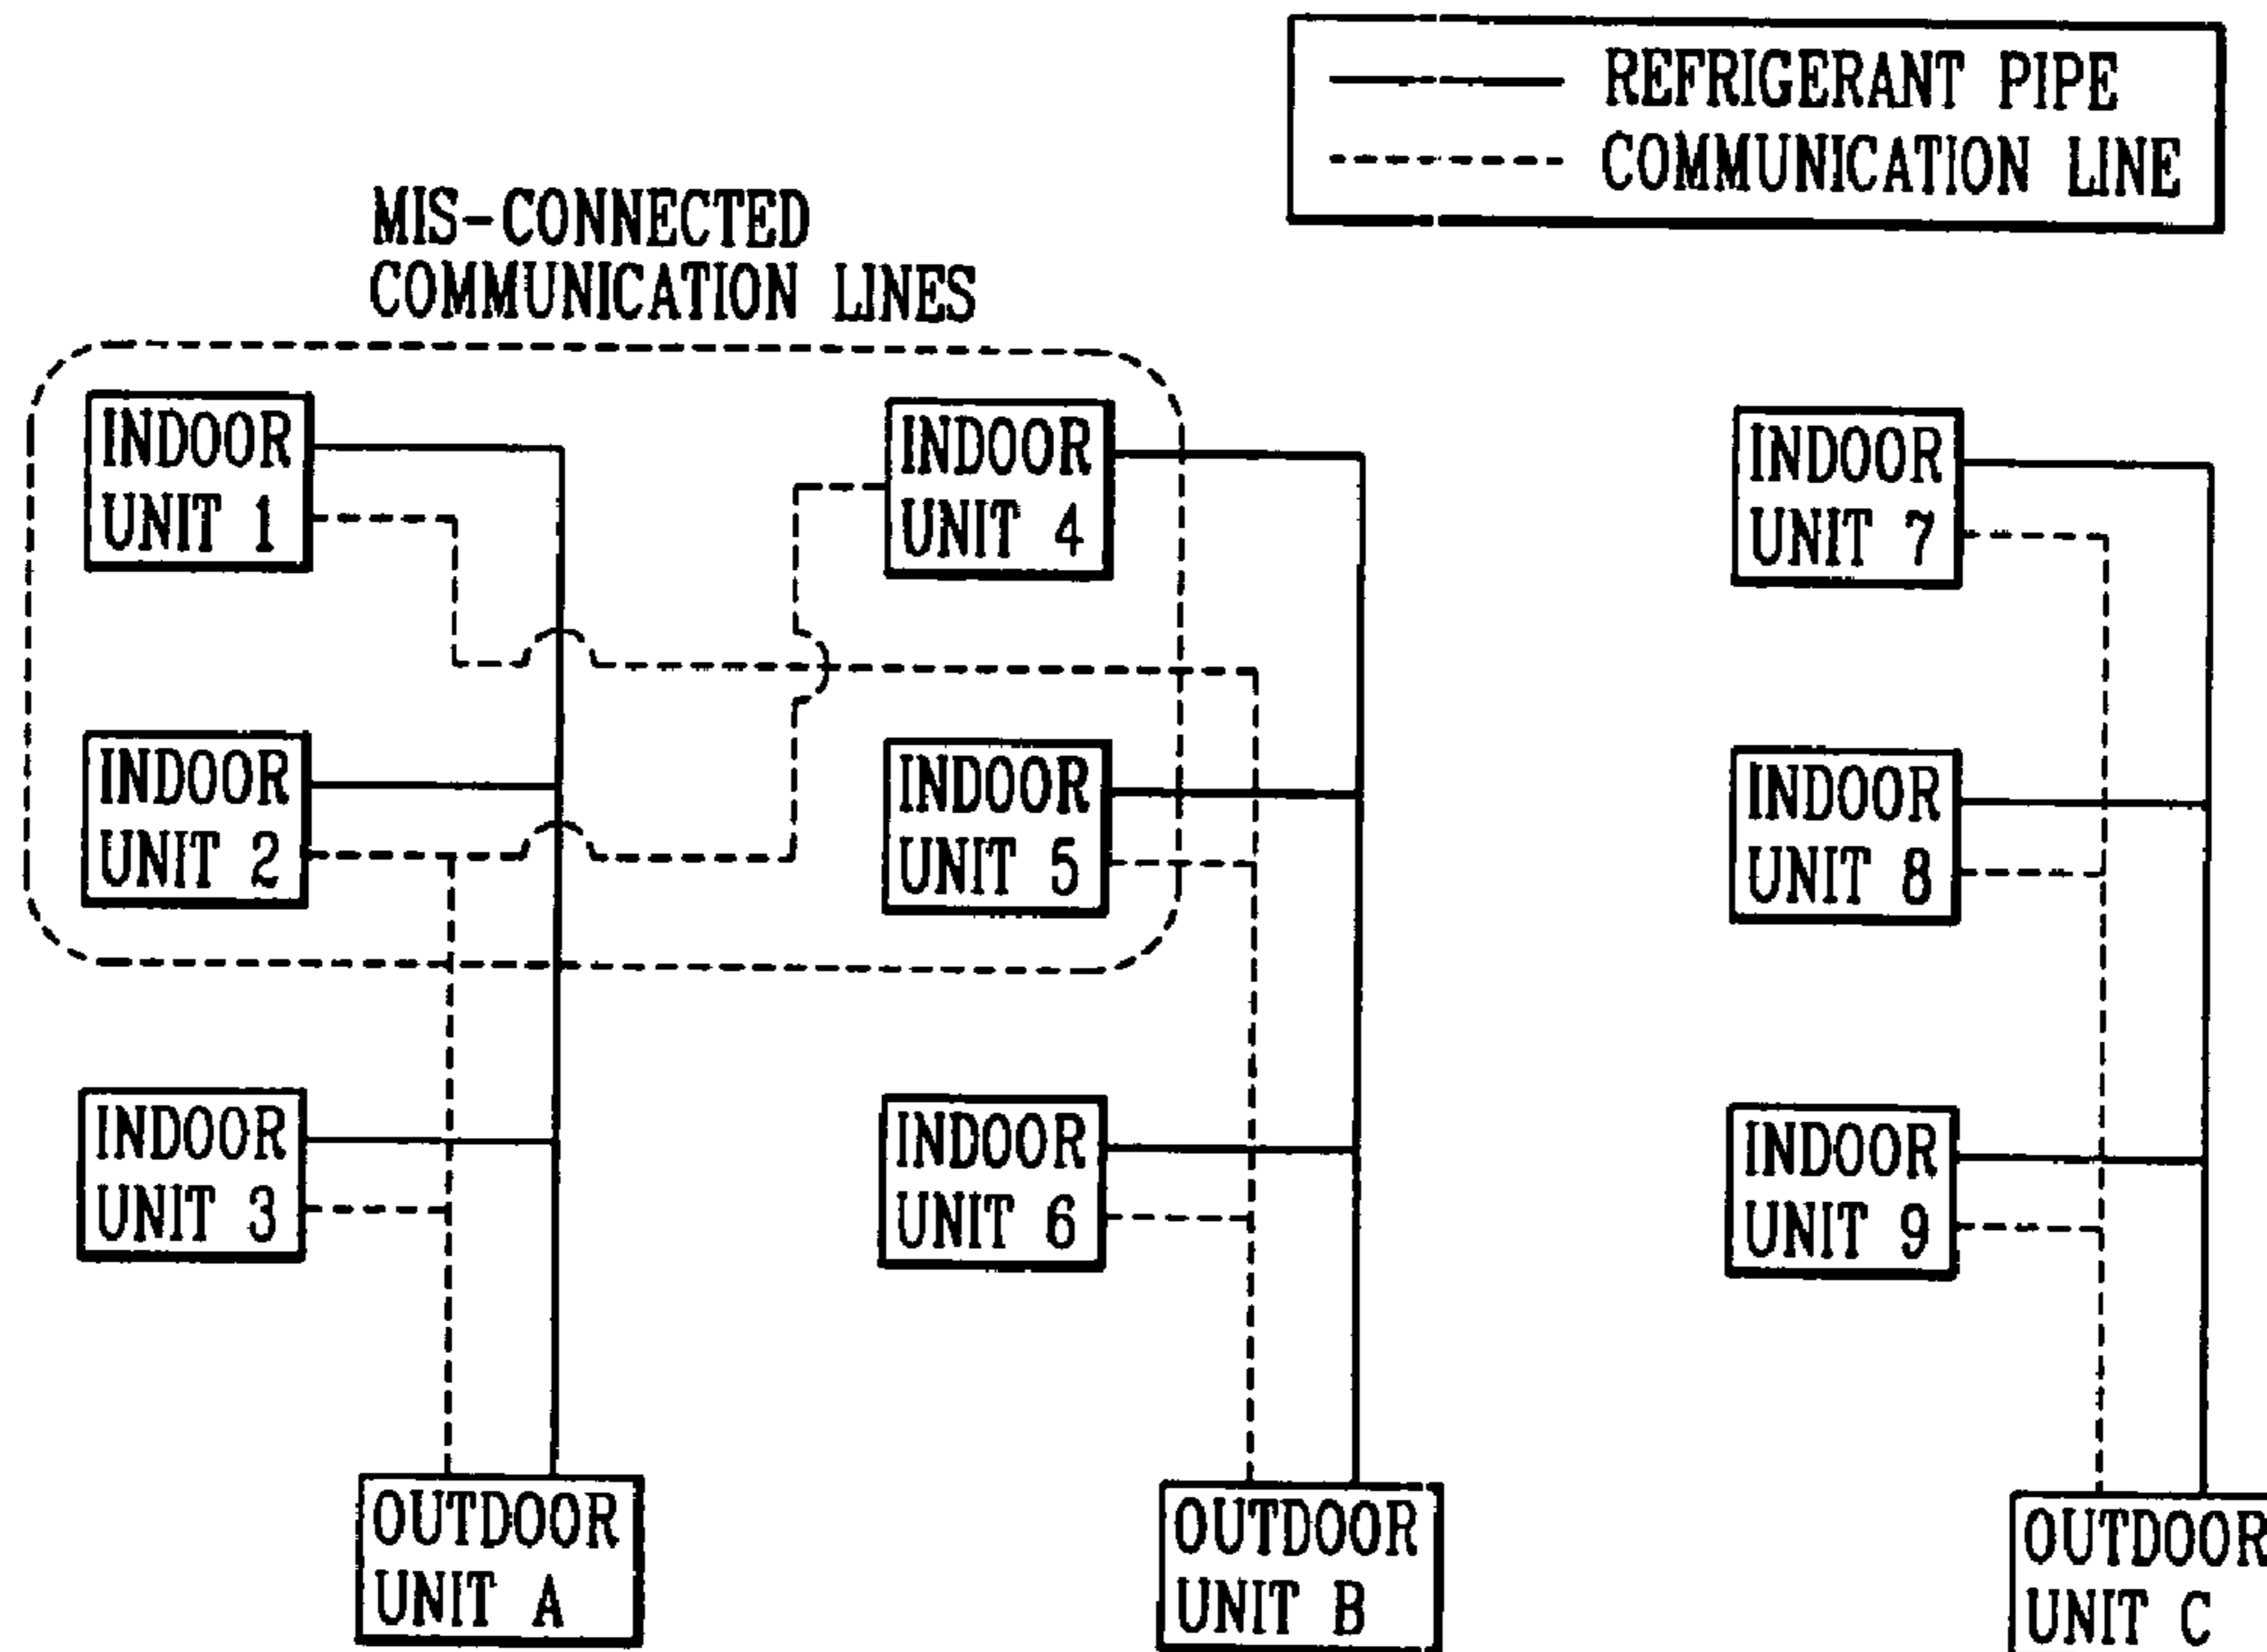 REFRIGERANT PIPE
COMMUNICATION LINE
MIS-CONNECTED
COMMUNICATION LINES
INDOOR
UNIT 1
INDOOR
UNIT 4
INDOOR
UNIT 7
INDOOR
UNIT 2
INDOOR
UNIT 5
INDOOR
UNIT 8
INDOOR
UNIT 3
INDOOR
UNIT 6
INDOOR
UNIT 9
OUTDOOR
UNIT A
OUTDOOR
UNIT B
OUTDOOR
UNIT C